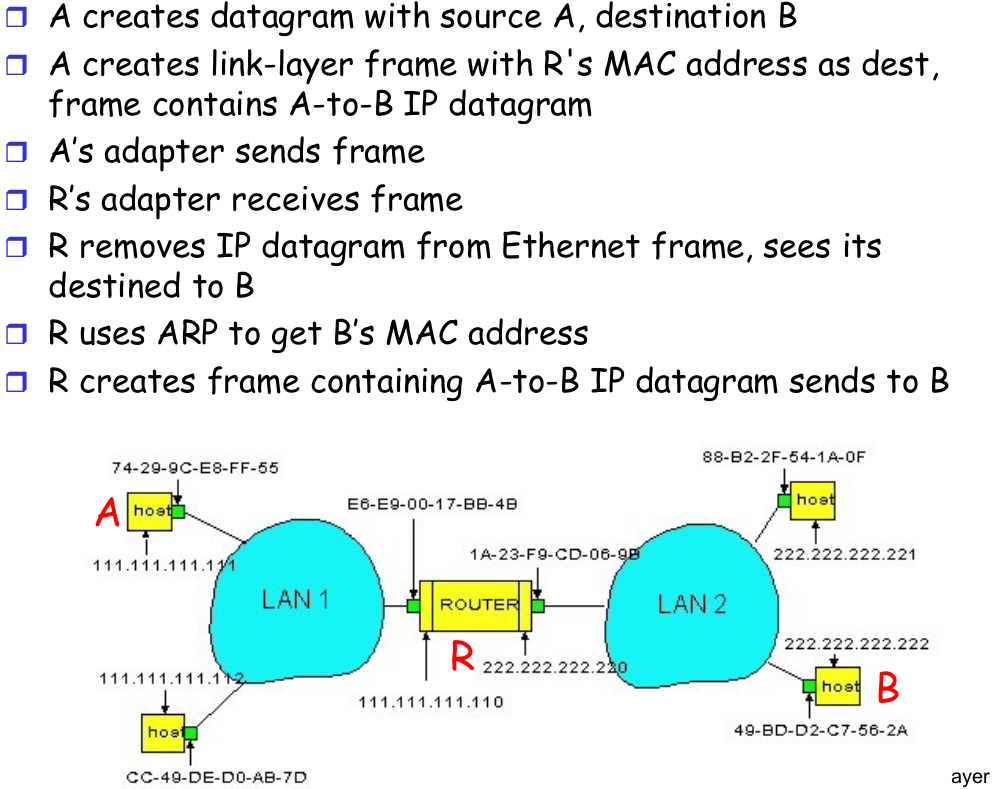 A creates datagram with source A, destination B
A creates link-layer frame with R's MAC address as dest,
frame contains A-to-B IP datagram
A's adapter sends frame
R's adapter receives frame
R removes IP datagram from Ethernet frame, sees its
destined to B
R uses ARP to get B's MAC address
R creates frame containing A-to-B IP datagram sends to B
74-29-9C-E8-FF-55
88-B2-2F-54-1A-0F
A
host
E6-E9-00-17-BB-4B
host
1A-23-F9-CD-06-9B
222.222.222.221
111.111.111.111
LAN 1
ROUTER
LAN 2
R
222.222.222.220
222.222.222.222
111.111.111.112
111.111.111.110
host
B
host
49-BD-D2-C7-56-2A
CC-49-DE-D0-AB-7D
ayer